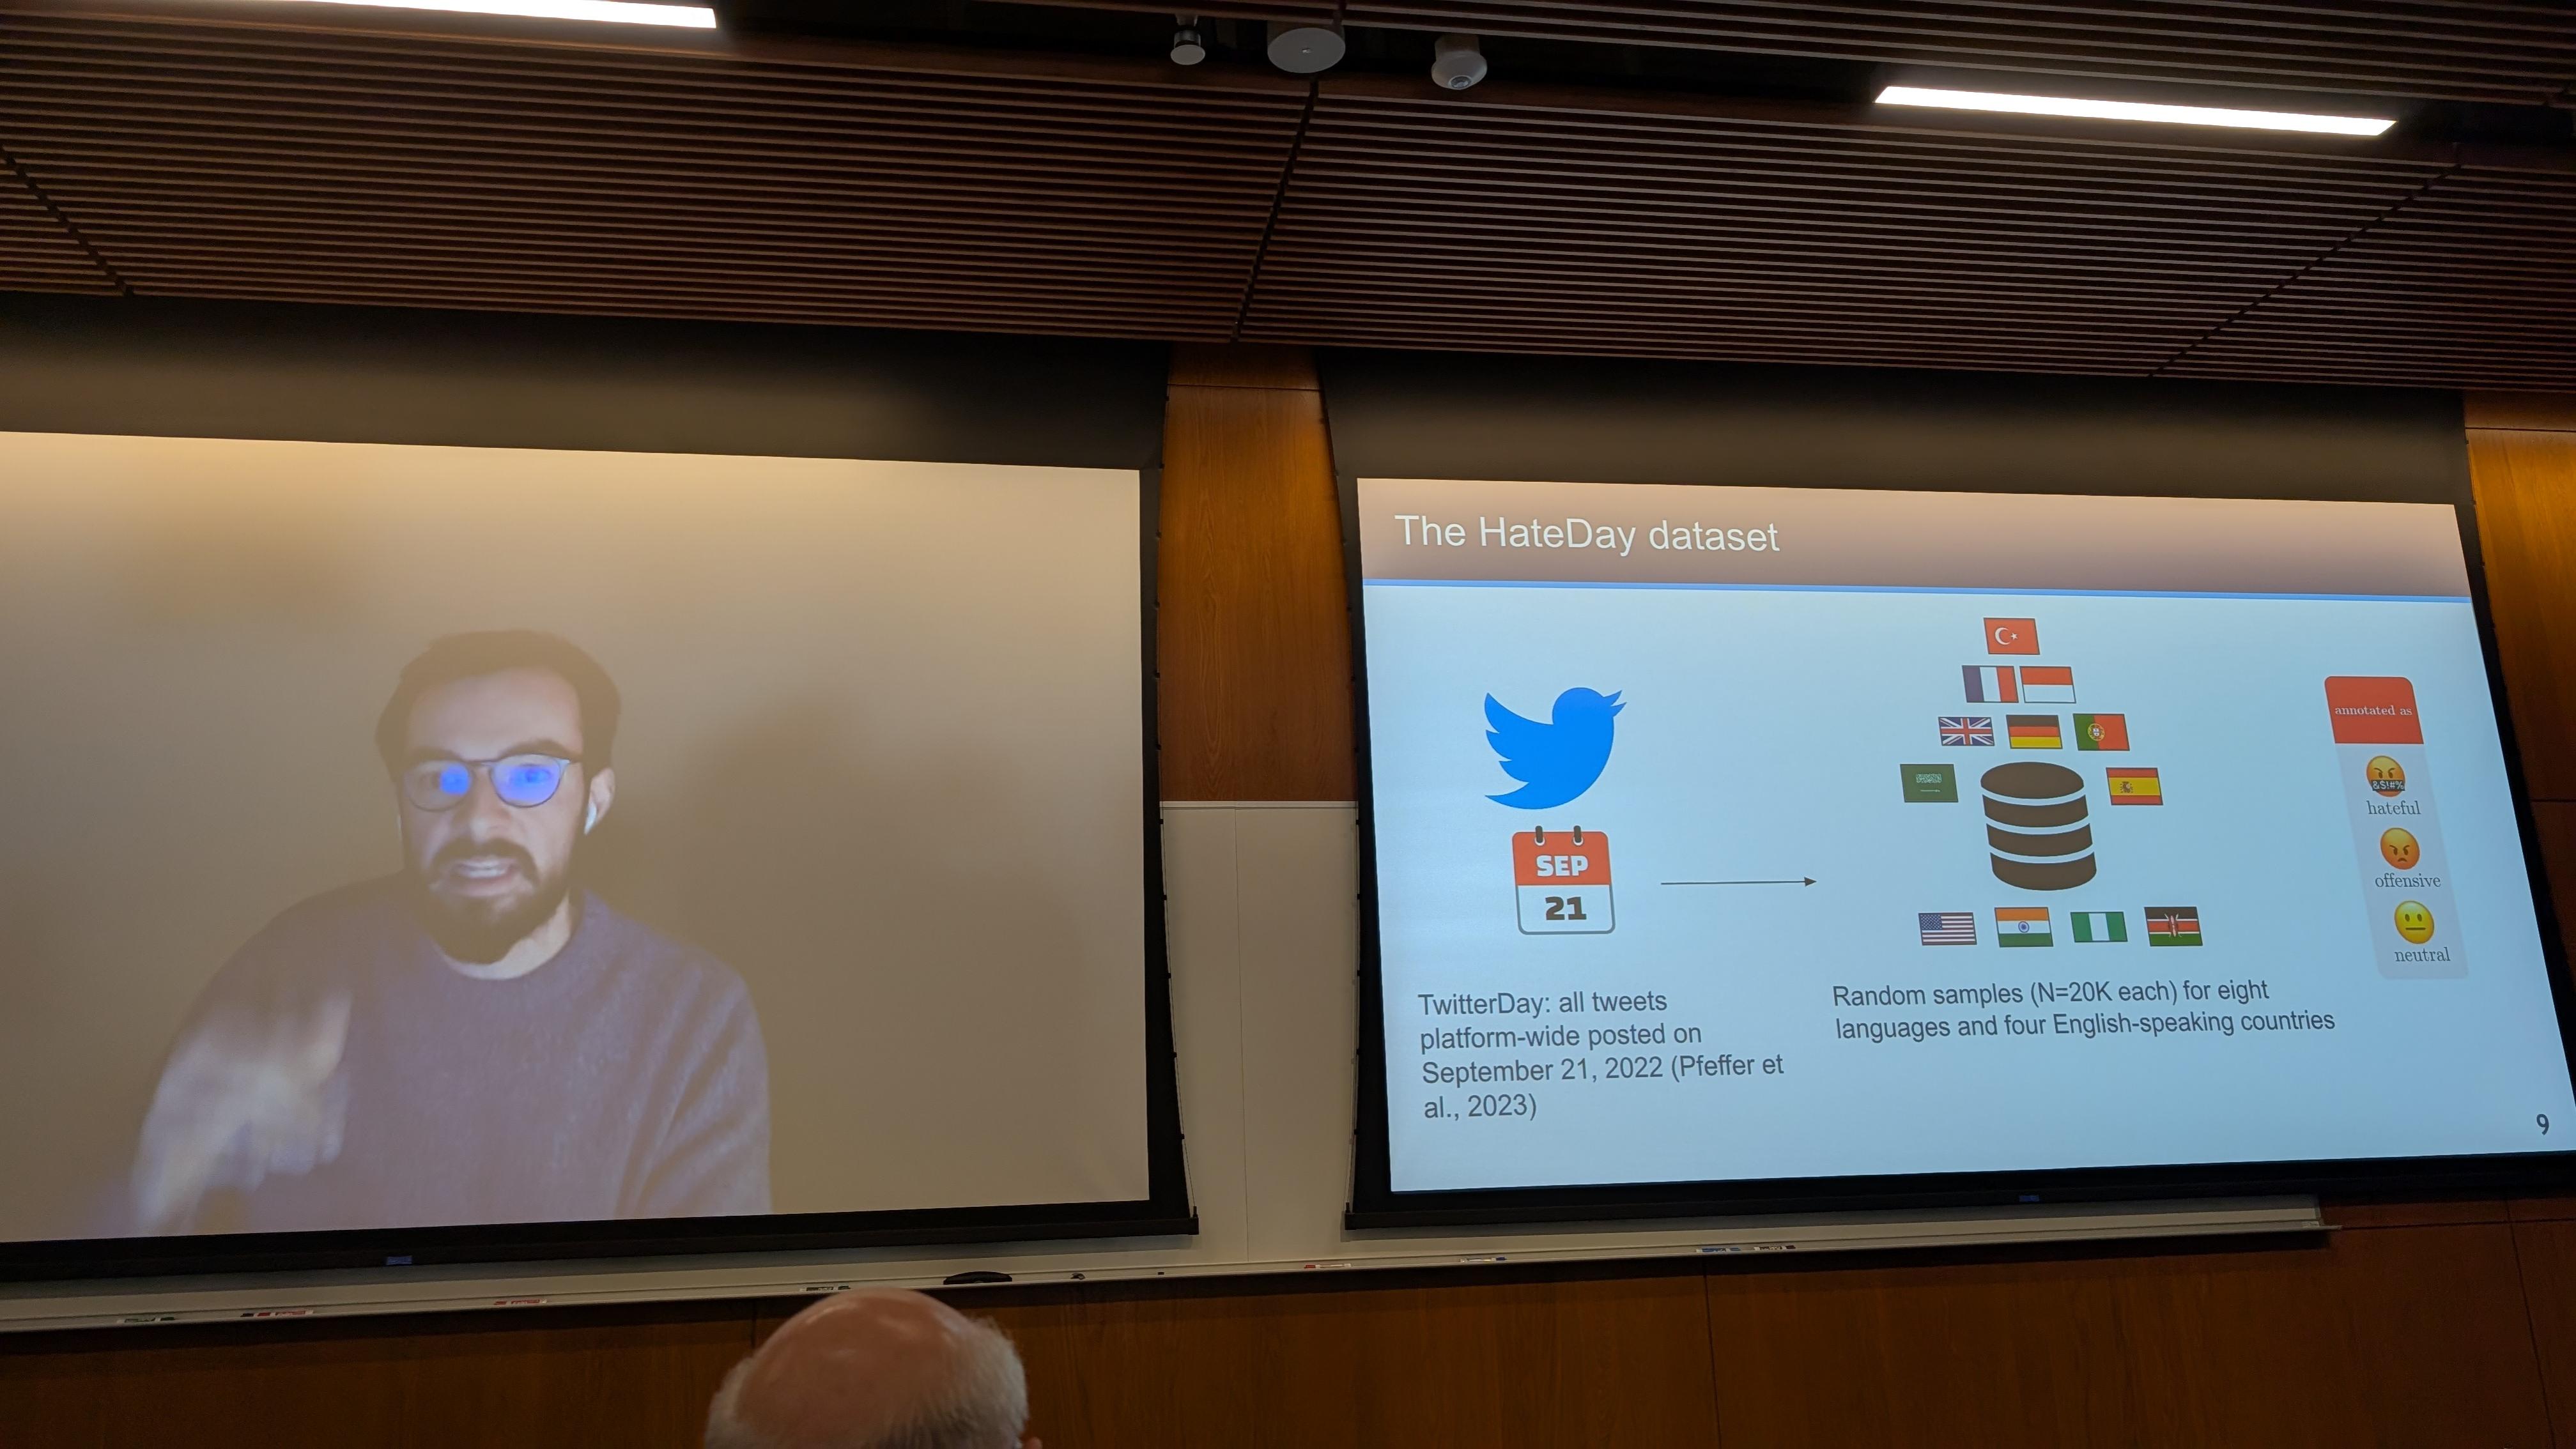 The HateDay dataset
SEP
21
TwitterDay: all tweets
platform-wide posted on
September 21, 2022 (Pfeffer et
al., 2023)
Random samples (N=20K each) for eight
languages and four English-speaking countries
annotated as
&$!#%
hateful
offensive
neutral
9